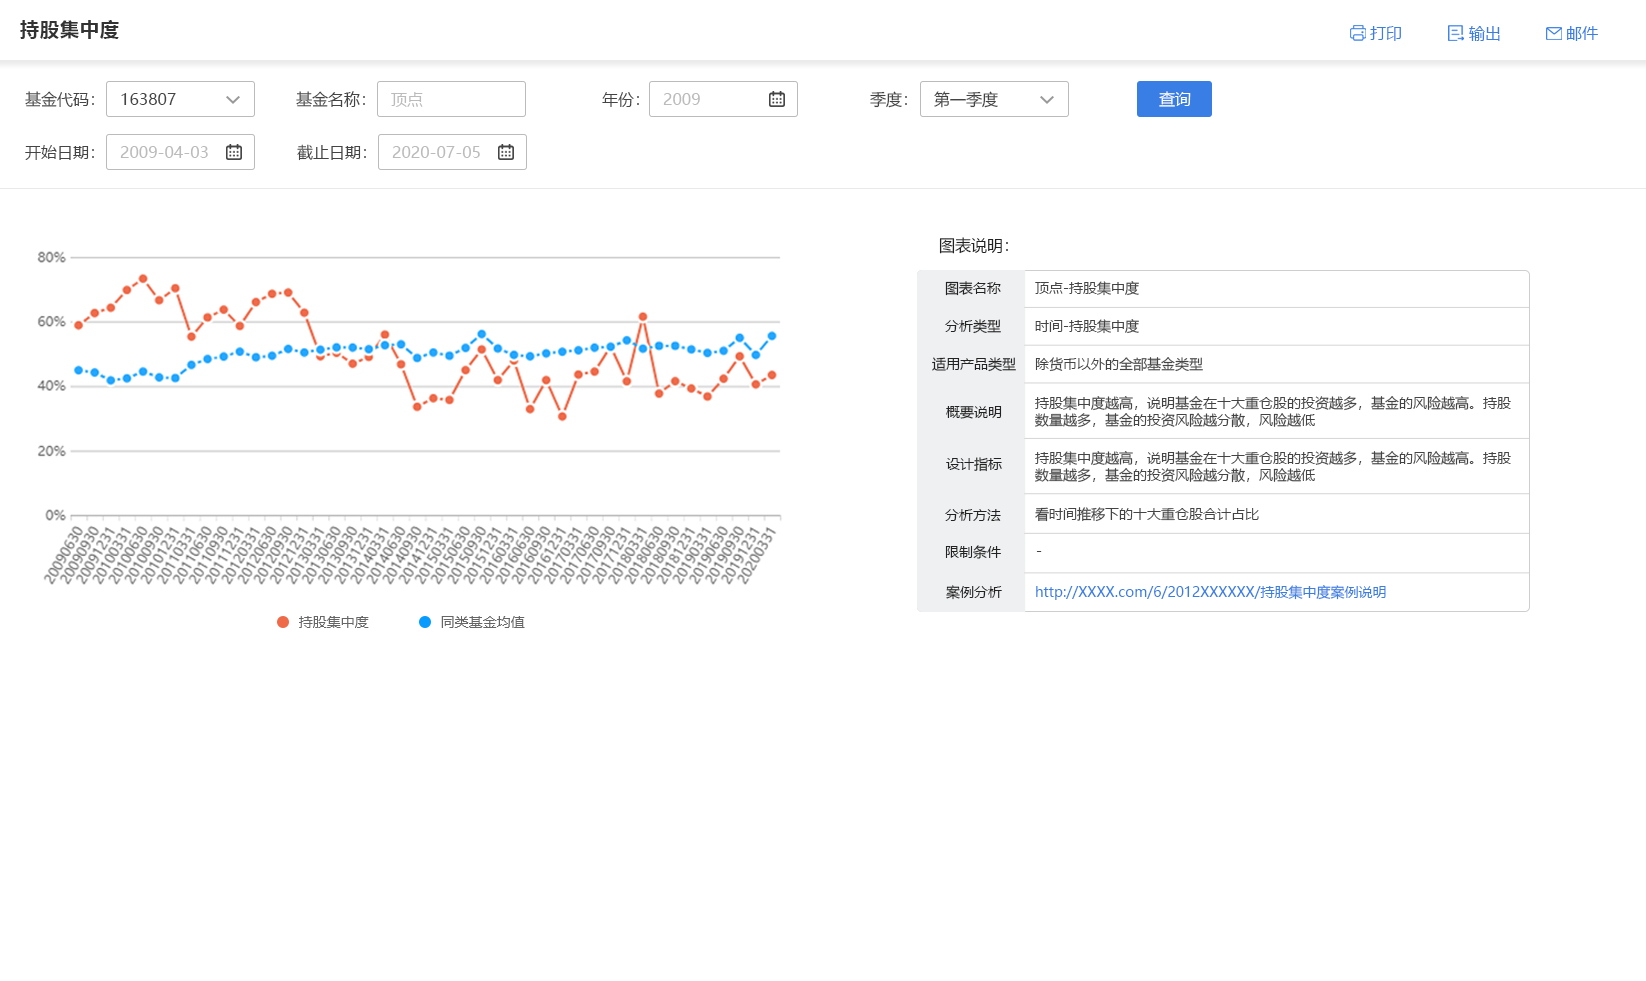 持股集中度
打印
输出
邮件
基金代码: 163807
基金名称: 顶点
年份: 2009
季度: 第一季度
查询
开始日期: 2009-04-03
截止日期: 2020-07-05
80%
60%
40%
20%
0%
20090630
20090930
20091231
20100331
20100630
20100930
20101231
20110331
20110630
20110930
20111231
20120331
20120630
20120930
20121231
20130331
20130630
20130930
20131231
20140331
20140630
20140930
20141231
20150331
20150630
20150930
20151231
20160331
20160630
20160930
20161231
20170331
20170630
20170930
20171231
20180331
20180630
20180930
20181231
20190331
20190630
20190930
20191231
20200331
持股集中度
同类基金均值
图表说明:
图表名称 顶点-持股集中度
分析类型 时间-持股集中度
适用产品类型 除货币以外的全部基金类型
概要说明 持股集中度越高，说明基金在十大重仓股的投资越多，基金的风险越高。持股
数量越多，基金的投资风险越分散，风险越低
设计指标 持股集中度越高，说明基金在十大重仓股的投资越多，基金的风险越高。持股
数量越多，基金的投资风险越分散，风险越低
分析方法 看时间推移下的十大重仓股合计占比
限制条件 -
案例分析 http://XXXX.com/6/2012XXXXXX/持股集中度案例说明